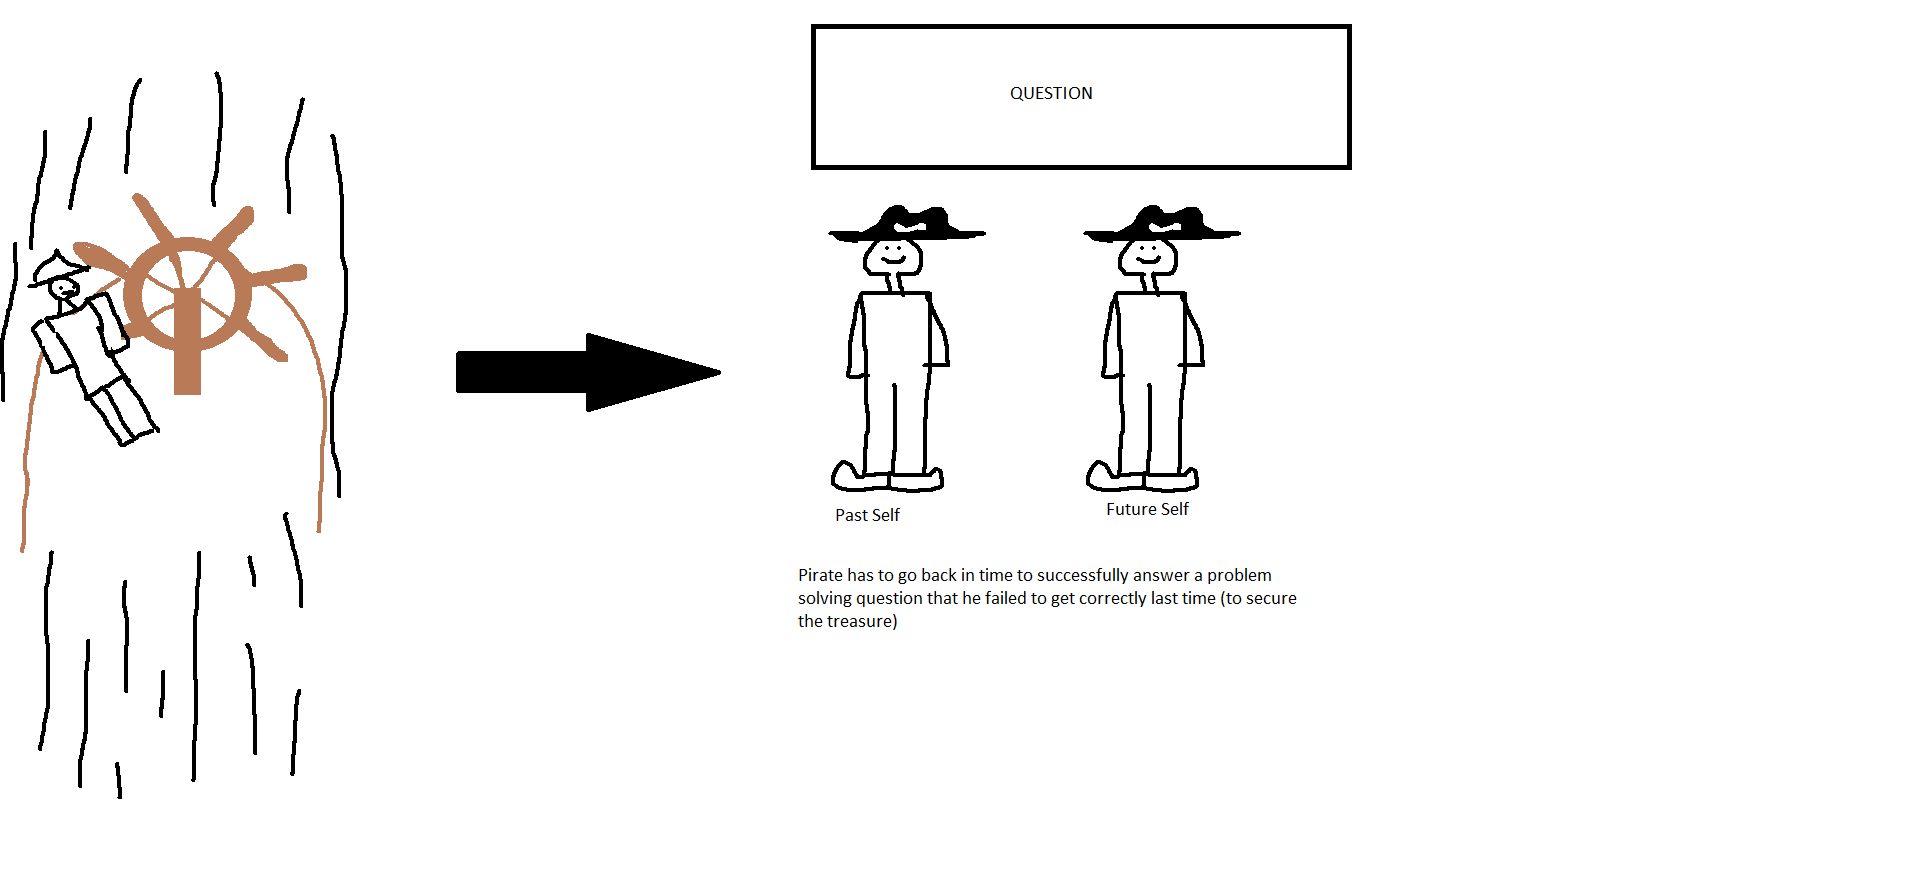 QUESTION
Past Self
Future Self
Pirate has to go back in time to successfully answer a problem
solving question that he failed to get correctly last time (to secure
the treasure)